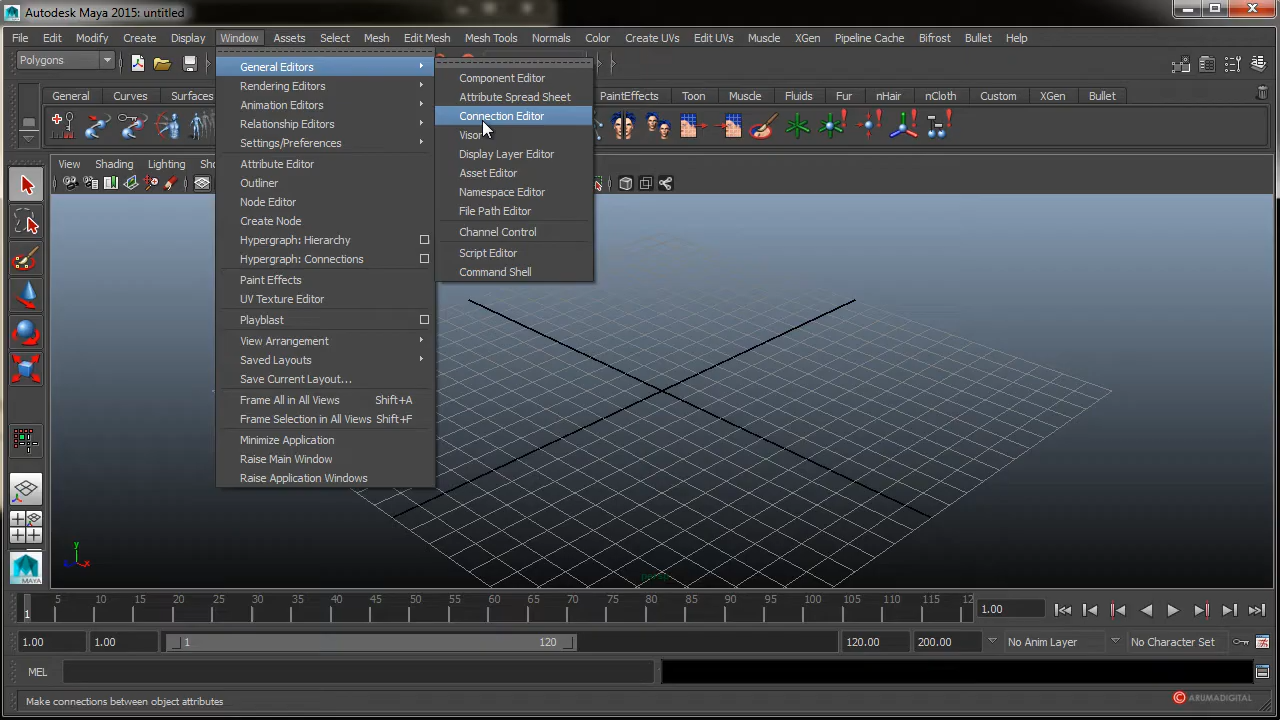 Autodesk Maya 2015: untitled
File Edit Modify Create Display Window Assets Select Mesh Edit Mesh Mesh Tools Normals Color Create UVs Edit UVs Muscle XGen Pipeline Cache Bifrost Bullet Help
Polygons
General Curves Surfaces PaintEffects Toon Muscle Fluids Fur nHair nCloth Custom XGen Bullet
View Shading Lighting Sho
General Editors
Rendering Editors
Animation Editors
Relationship Editors
Settings/Preferences
Attribute Editor
Outliner
Node Editor
Create Node
Hypergraph: Hierarchy
Hypergraph: Connections
Paint Effects
UV Texture Editor
Playblast
View Arrangement
Saved Layouts
Save Current Layout...
Frame All in All Views Shift+A
Frame Selection in All Views Shift+F
Minimize Application
Raise Main Window
Raise Application Windows
Component Editor
Attribute Spread Sheet
Connection Editor
Visor
Display Layer Editor
Asset Editor
Namespace Editor
File Path Editor
Channel Control
Script Editor
Command Shell
y
x
persp
MAYA
1 5 10 15 20 25 30 35 40 45 50 55 60 65 70 75 80 85 90 95 100 105 110 115 12
1.00
1.00 1.00 1 120 120.00 200.00 No Anim Layer No Character Set
MEL
Make connections between object attributes
© ARUMADIGITAL